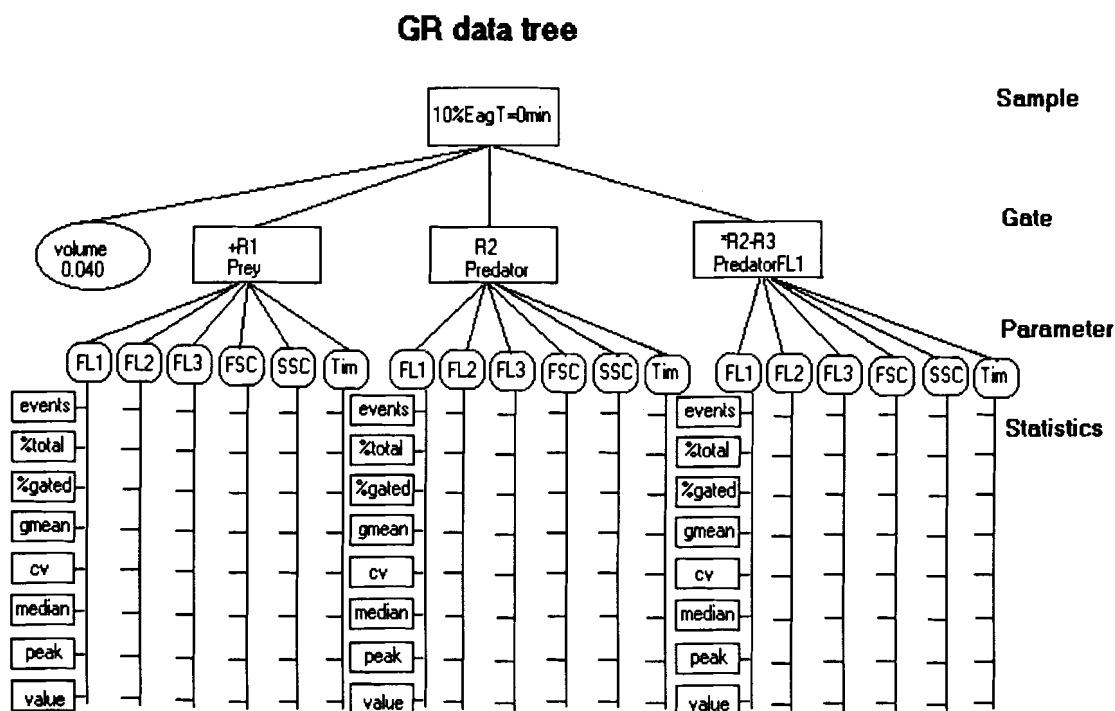 GR data tree
Sample
10%EagT=0min
Gate
volume
0.040
+R1
Prey
R2
Predator
*R2-R3
PredatorFL1
Parameter
FL1 FL2 FL3 FSC SSC Tim FL1 FL2 FL3 FSC SSC Tim FL1 FL2 FL3 FSC SSC Tim
Statistics
events events events
%total %total %total
%gated %gated %gated
gmean gmean gmean
cv cv cv
median median median
peak peak peak
value value value